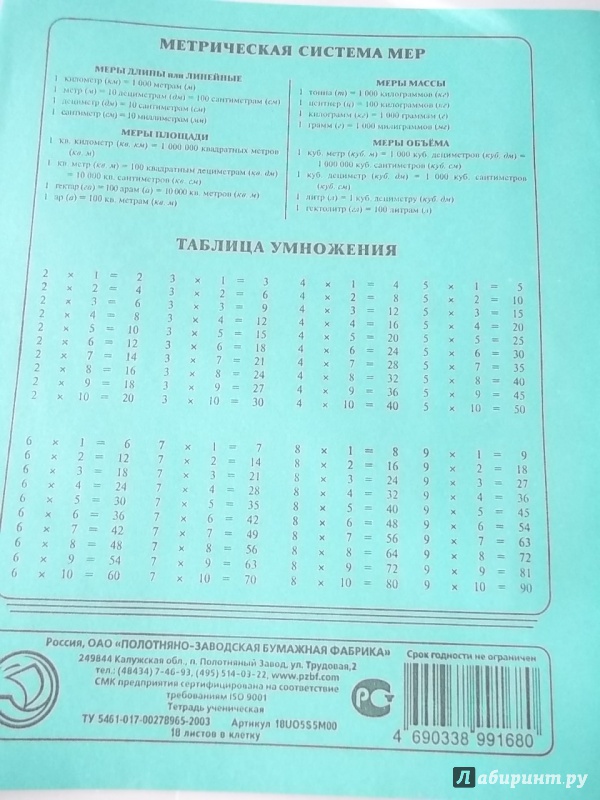 МЕТРИЧЕСКАЯ СИСТЕМА МЕР
МЕРЫ ДЛИНЫ или ЛИНЕЙНЫЕ
1 километр (км) = 1 000 метрам (м)
1 метр (м) = 10 дециметрам (дм) = 100 сантиметрам (см)
1 дециметр (дм) = 10 сантиметрам (см)
1 сантиметр (см) = 10 миллиметрам (мм)
МЕРЫ ПЛОЩАДИ
1 кв. километр (кв. км) = 1 000 000 квадратных метров
(кв. м)
1 кв. метр (кв. м) = 100 квадратным дециметрам (кв. дм)
= 10 000 кв. сантиметров (кв. см)
1 гектар (га) = 100 арам (а) = 10 000 кв. метров (кв. м)
1 ар (а) = 100 кв. метрам (кв. м)
МЕРЫ МАССЫ
1 тонна (т) = 1 000 килограммов (кг)
1 центнер (ц) = 100 килограммов (кг)
1 килограмм (кг) = 1 000 граммам (г)
1 грамм (г) = 1 000 милиграммов (мг)
МЕРЫ ОБЪЁМА
1 куб. метр (куб. м) = 1 000 куб. дециметров (куб. дм) =
= 1 000 000 куб. сантиметров (куб. см)
1 куб. дециметр (куб. дм) = 1 000 куб. сантиметров
(куб. см)
1 литр (л) = 1 куб. дециметру (куб. дм)
1 гектолитр (гл) = 100 литрам (л)
ТАБЛИЦА УМНОЖЕНИЯ
2 × 1 = 2 3 × 1 = 3 4 × 1 = 4 5 × 1 = 5
2 × 2 = 4 3 × 2 = 6 4 × 2 = 8 5 × 2 = 10
2 × 3 = 6 3 × 3 = 9 4 × 3 = 12 5 × 3 = 15
2 × 4 = 8 3 × 4 = 12 4 × 4 = 16 5 × 4 = 20
2 × 5 = 10 3 × 5 = 15 4 × 5 = 20 5 × 5 = 25
2 × 6 = 12 3 × 6 = 18 4 × 6 = 24 5 × 6 = 30
2 × 7 = 14 3 × 7 = 21 4 × 7 = 28 5 × 7 = 35
2 × 8 = 16 3 × 8 = 24 4 × 8 = 32 5 × 8 = 40
2 × 9 = 18 3 × 9 = 27 4 × 9 = 36 5 × 9 = 45
2 × 10 = 20 3 × 10 = 30 4 × 10 = 40 5 × 10 = 50
6 × 1 = 6 7 × 1 = 7 8 × 1 = 8 9 × 1 = 9
6 × 2 = 12 7 × 2 = 14 8 × 2 = 16 9 × 2 = 18
6 × 3 = 18 7 × 3 = 21 8 × 3 = 24 9 × 3 = 27
6 × 4 = 24 7 × 4 = 28 8 × 4 = 32 9 × 4 = 36
6 × 5 = 30 7 × 5 = 35 8 × 5 = 40 9 × 5 = 45
6 × 6 = 36 7 × 6 = 42 8 × 6 = 48 9 × 6 = 54
6 × 7 = 42 7 × 7 = 49 8 × 7 = 56 9 × 7 = 63
6 × 8 = 48 7 × 8 = 56 8 × 8 = 64 9 × 8 = 72
6 × 9 = 54 7 × 9 = 63 8 × 9 = 72 9 × 9 = 81
6 × 10 = 60 7 × 10 = 70 8 × 10 = 80 9 × 10 = 90
Россия, ОАО «ПОЛОТНЯНО-ЗАВОДСКАЯ БУМАЖНАЯ ФАБРИКА»
249844 Калужская обл., п. Полотняный Завод, ул. Трудовая,2
тел.: (48434) 7-46-93, (495) 514-03-22, www.pzbf.com
СМК предприятия сертифицирована на соответствие
требованиям ISO 9001
Тетрадь ученическая
ТУ 5461-017-00278965-2003 Артикул 18UO5S5M00
18 листов в клетку
Срок годности не ограничен
РС
4 690338 991680
Лабиринт.ру